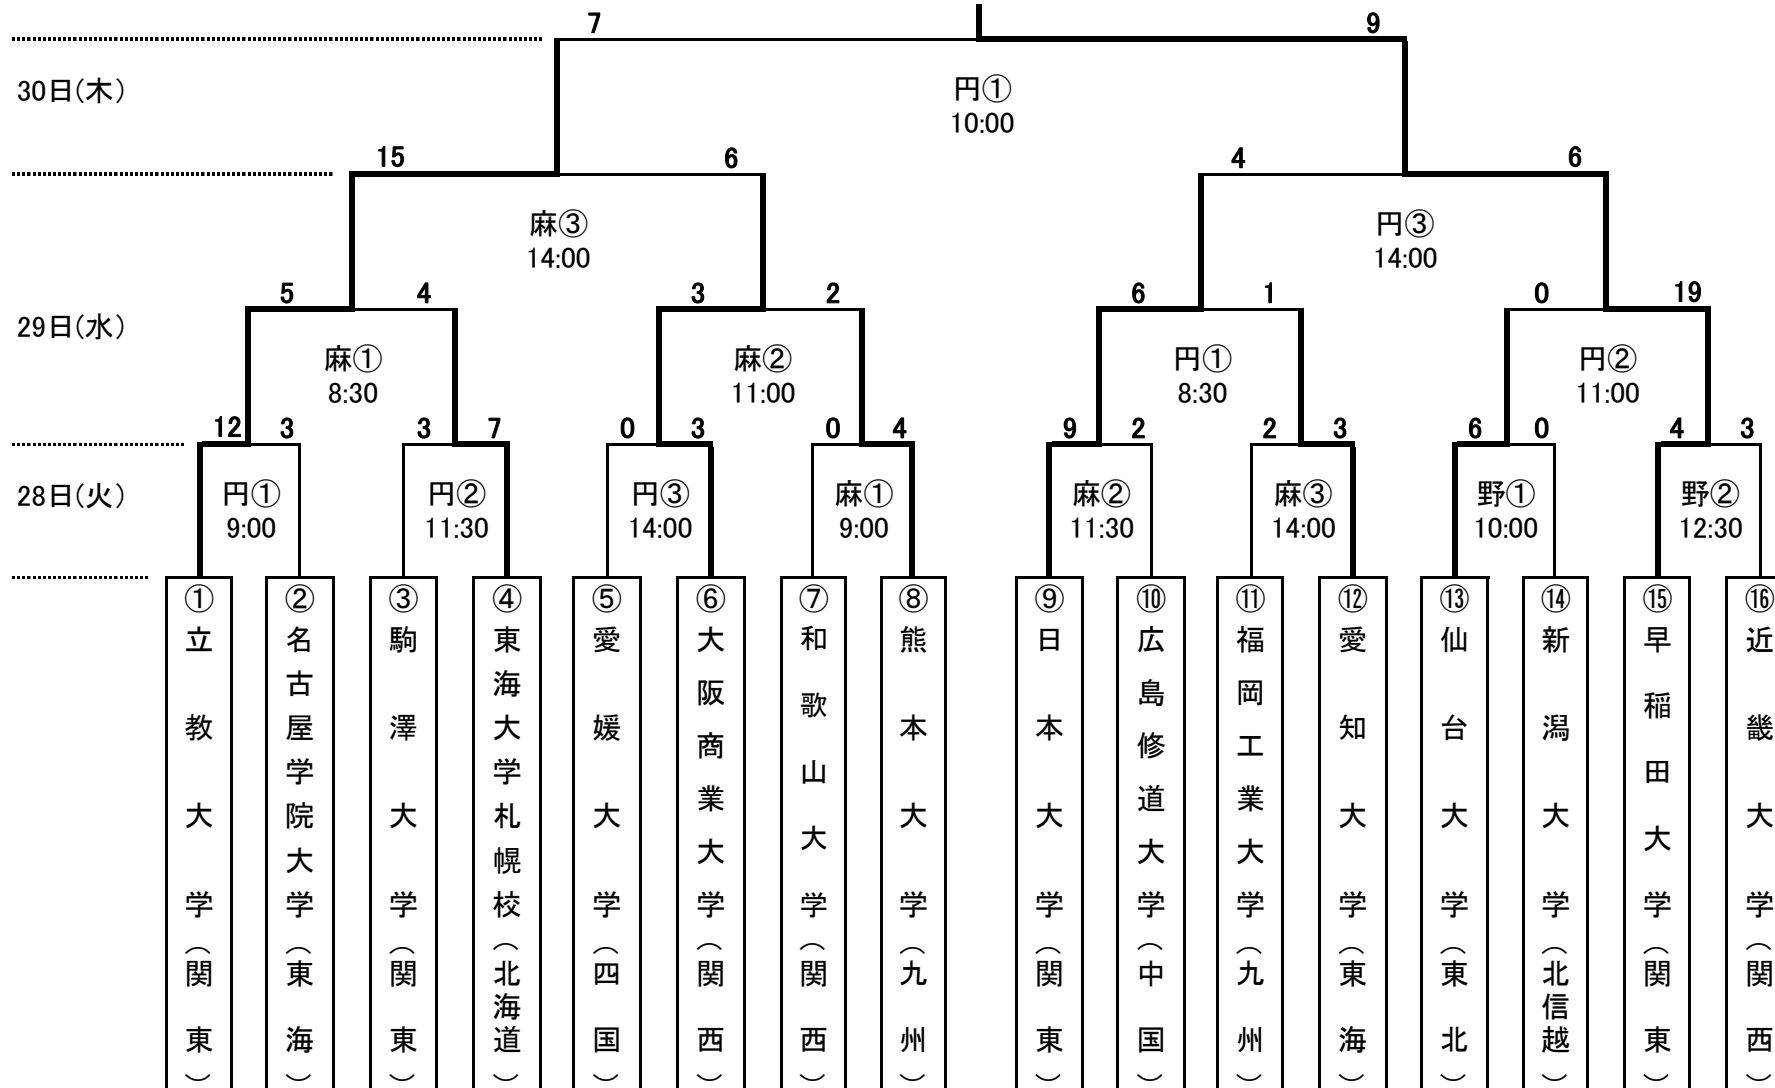 7 9
30日(木)
円①
10:00
15 6 4 6
麻③ 円③
14:00 14:00
5 4 3 2 6 1 0 19
29日(水)
麻① 麻② 円① 円②
8:30 11:00 8:30 11:00
12 3 3 7 0 3 0 4 9 2 2 3 6 0 4 3
28日(火)
円① 円② 円③ 麻① 麻② 麻③ 野① 野②
9:00 11:30 14:00 9:00 11:30 14:00 10:00 12:30
①立教大学(関東)
②名古屋学院大学(東海)
③駒澤大学(関東)
④東海大学札幌校(北海道)
⑤愛媛大学(四国)
⑥大阪商業大学(関西)
⑦和歌山大学(関西)
⑧熊本大学(九州)
⑨日本大学(関東)
⑩広島修道大学(中国)
⑪福岡工業大学(九州)
⑫愛知大学(東海)
⑬仙台大学(東北)
⑭新潟大学(北信越)
⑮早稲田大学(関東)
⑯近畿大学(関西)